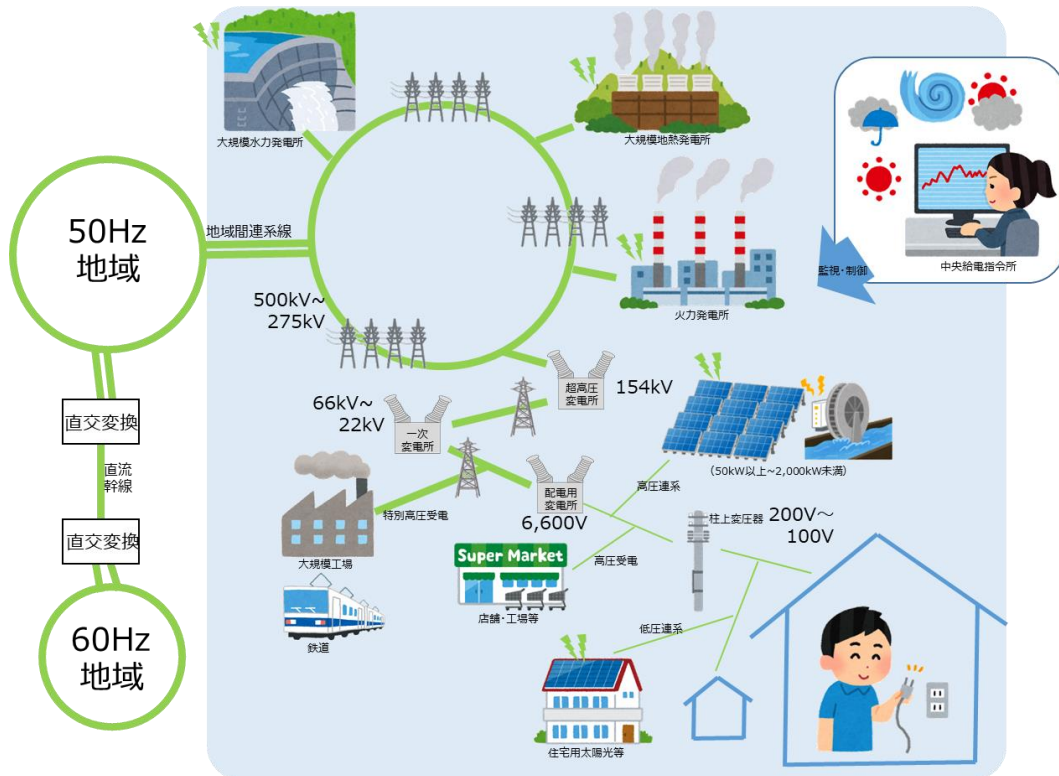 大規模水力発電所
大規模地熱発電所
50Hz
地域
地域間連系線
500kV~
275kV
火力発電所
監視・制御
中央給電指令所
超高圧
変電所
154kV
66kV~
22kV
一次
変電所
直交変換
直流
幹線
直交変換
60Hz
地域
(50kW以上~2,000kW未満)
高圧連系
配電用
変電所
6,600V
特別高圧受電
大規模工場
鉄道
Super Market
店舗・工場等
高圧受電
柱上変圧器
200V～
100V
低圧連系
住宅用太陽光等